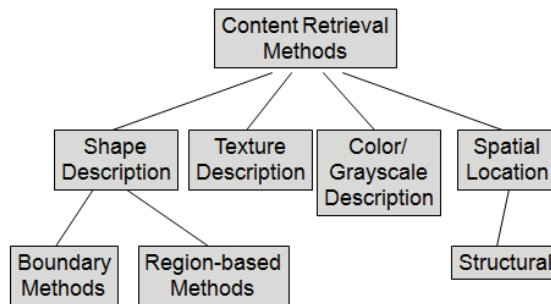 Content Retrieval
Methods
Shape
Description
Texture
Description
Color/
Grayscale
Description
Spatial
Location
Boundary
Methods
Region-based
Methods
Structural